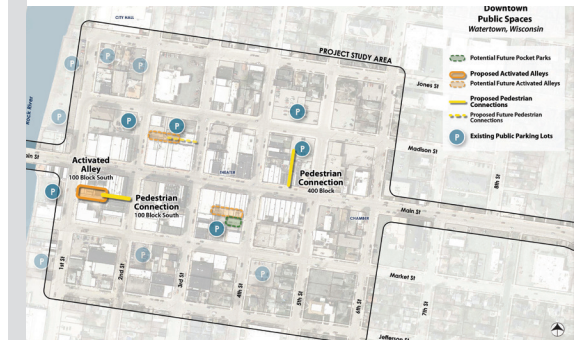 Downtown
Public Spaces
Watertown, Wisconsin
Potential Future Pocket Parks
Proposed Activated Alleys
Potential Future Activated Alleys
Proposed Pedestrian
Connections
Proposed Future Pedestrian
Connections
P
Existing Public Parking Lots
CITY HALL
PROJECT STUDY AREA
Rock River
P
P
P
P
P
P
P
P
P
Jones St
Madison St
8th St
in St
Activated
Alley
100 Block South
THEATER
Pedestrian
Connection
400 Block
P
Pedestrian
Connection
100 Block South
CHAMBER
Main St
P
P
P
P
1st St
2nd St
3rd St
4th St
5th St
6th St
7th St
Market St
Jefferson St